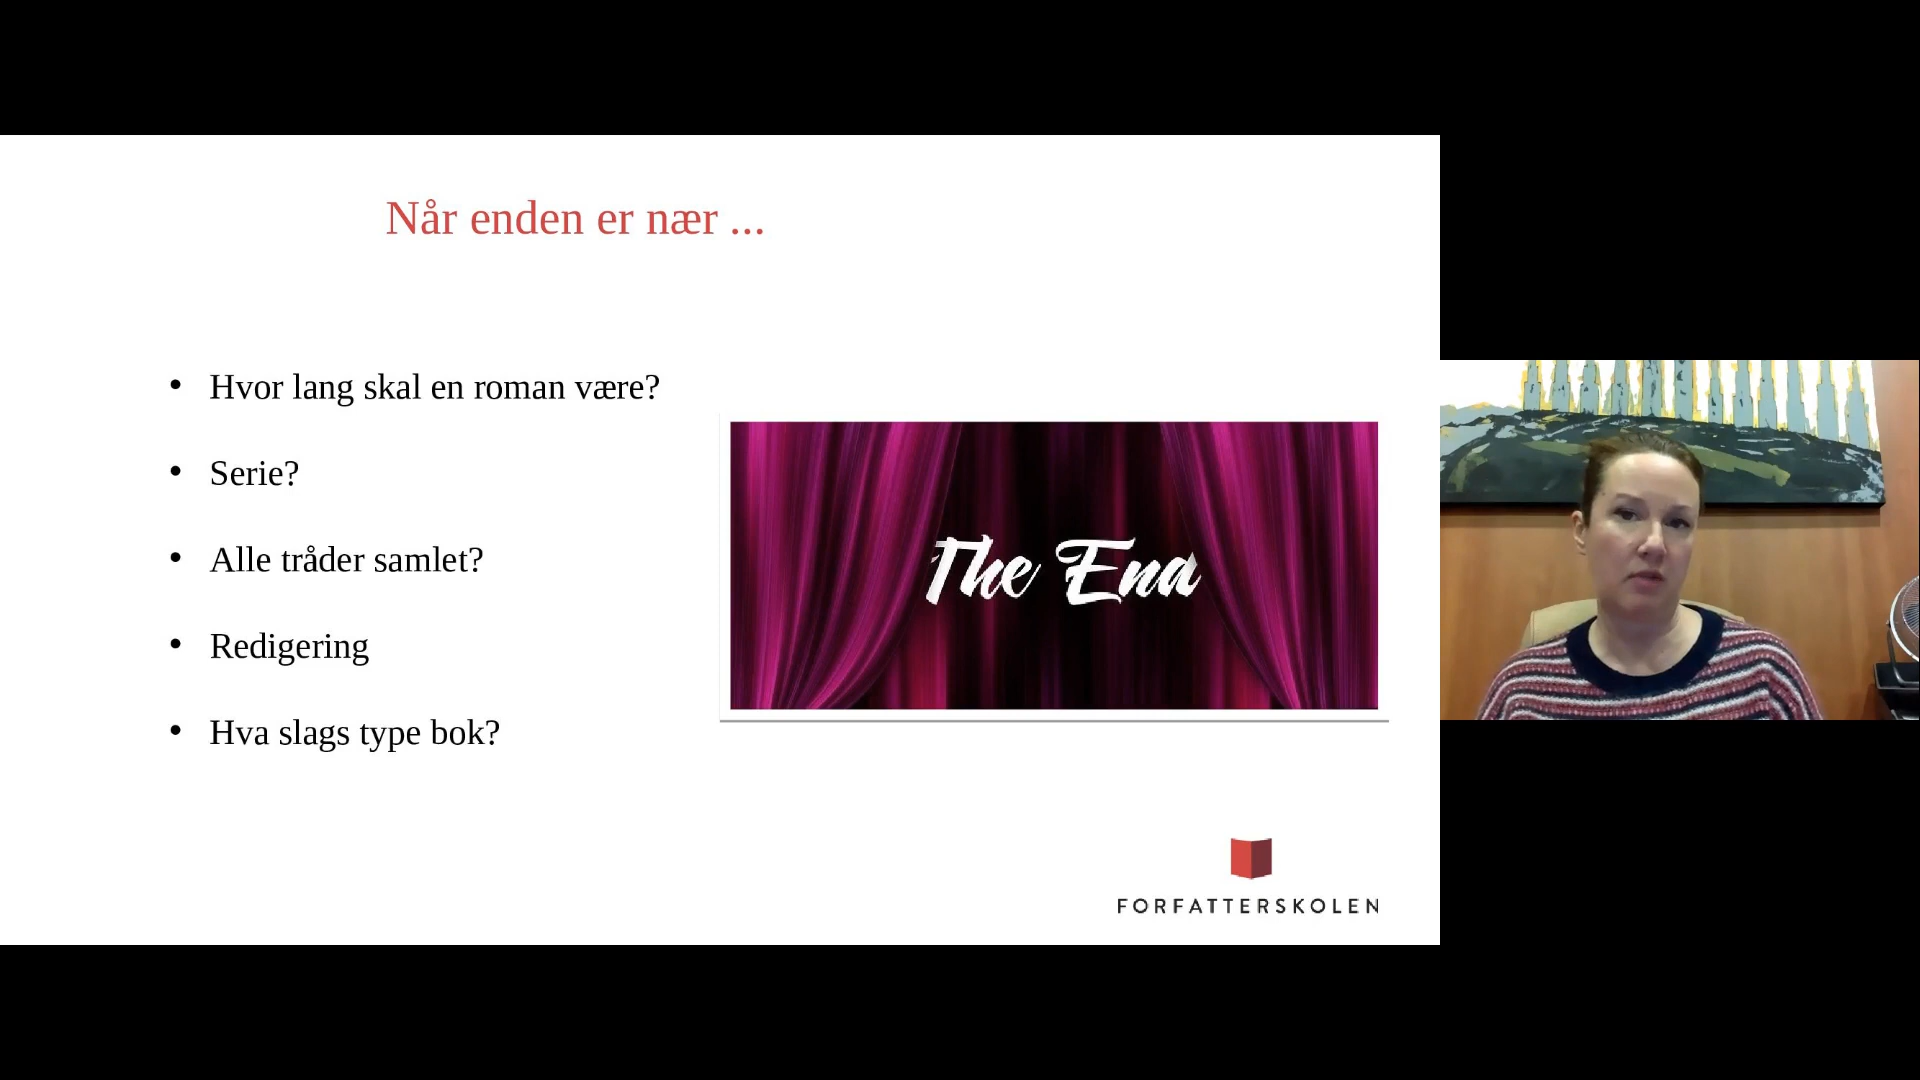 Når enden er nær ...
Hvor lang skal en roman være?
Serie?
Alle tråder samlet?
Redigering
Hva slags type bok?
The End
FORFATTERSKOLEN